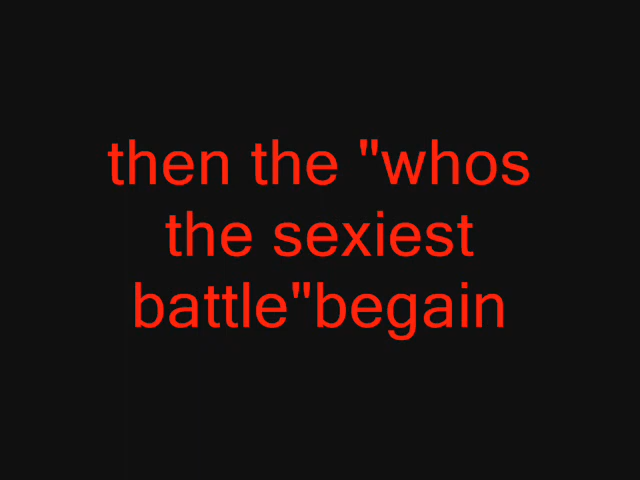 then the "whos
the sexiest
battle"begain